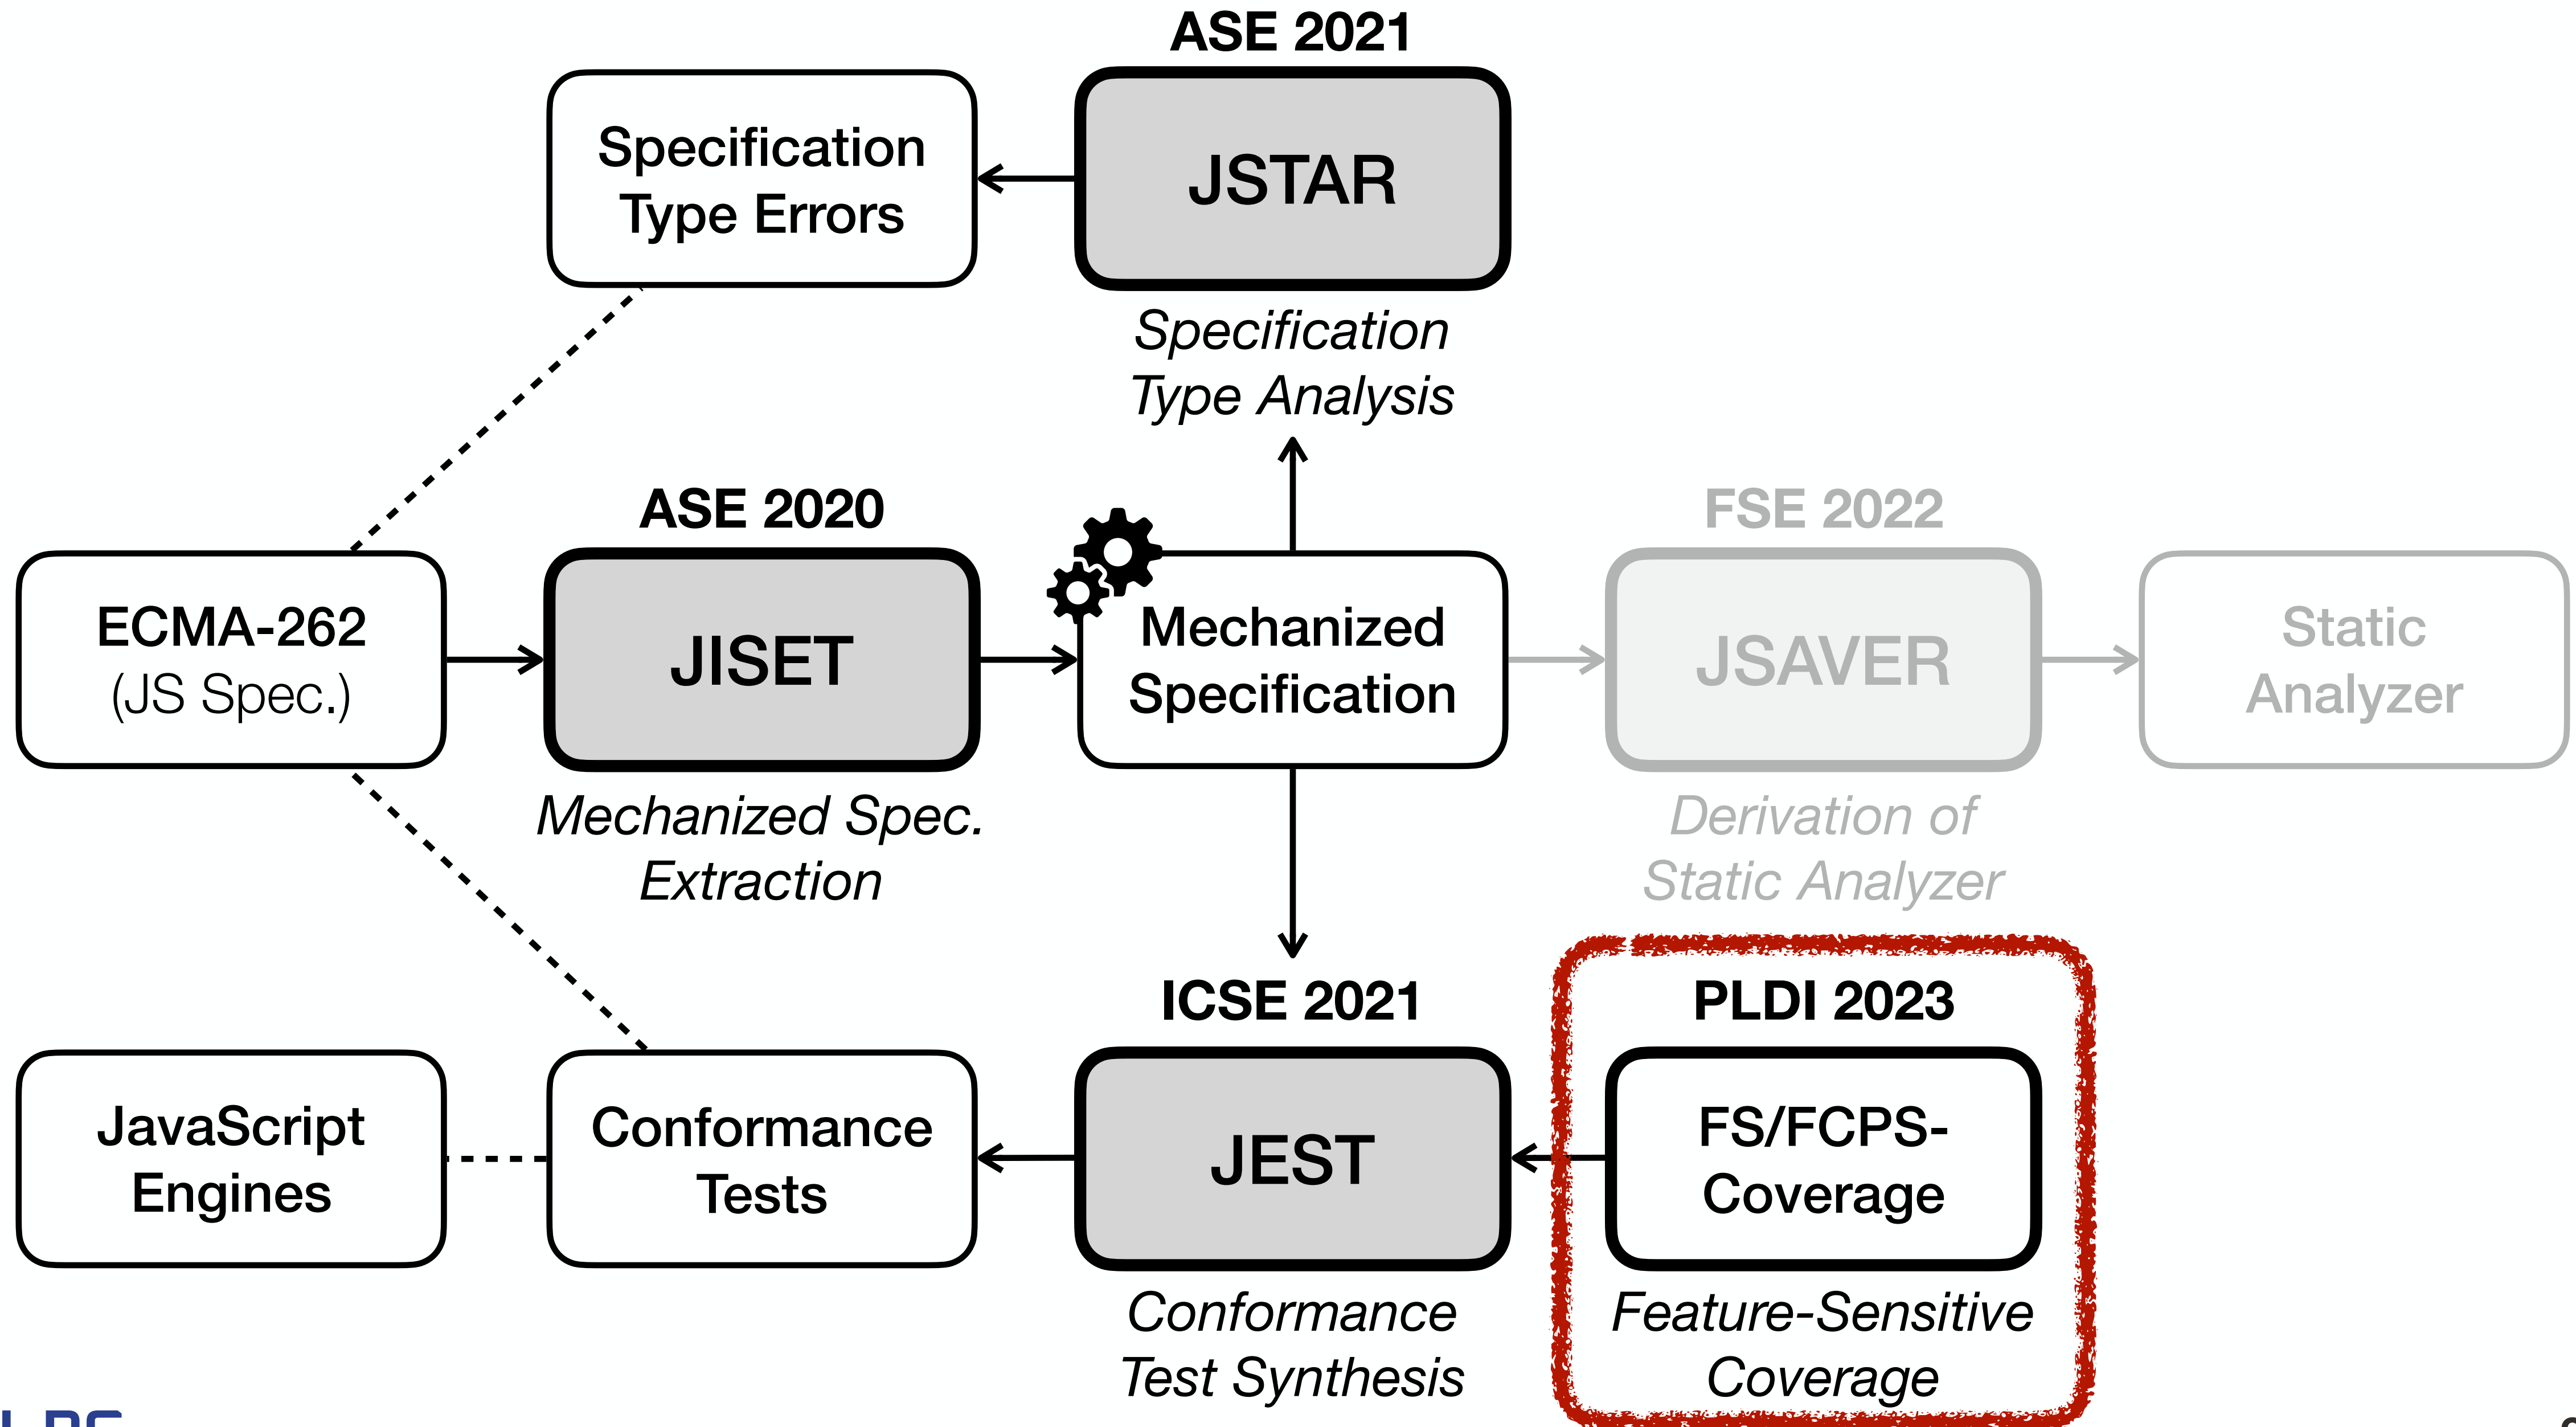 ASE 2021
Specification
Type Errors
JSTAR
Specification
Type Analysis
ASE 2020
FSE 2022
ECMA-262
(JS Spec.)
JISET
Mechanized
Specification
JSAVER
Static
Analyzer
Mechanized Spec.
Extraction
Derivation of
Static Analyzer
ICSE 2021
PLDI 2023
JavaScript
Engines
Conformance
Tests
JEST
FS/FCPS-
Coverage
Conformance
Test Synthesis
Feature-Sensitive
Coverage